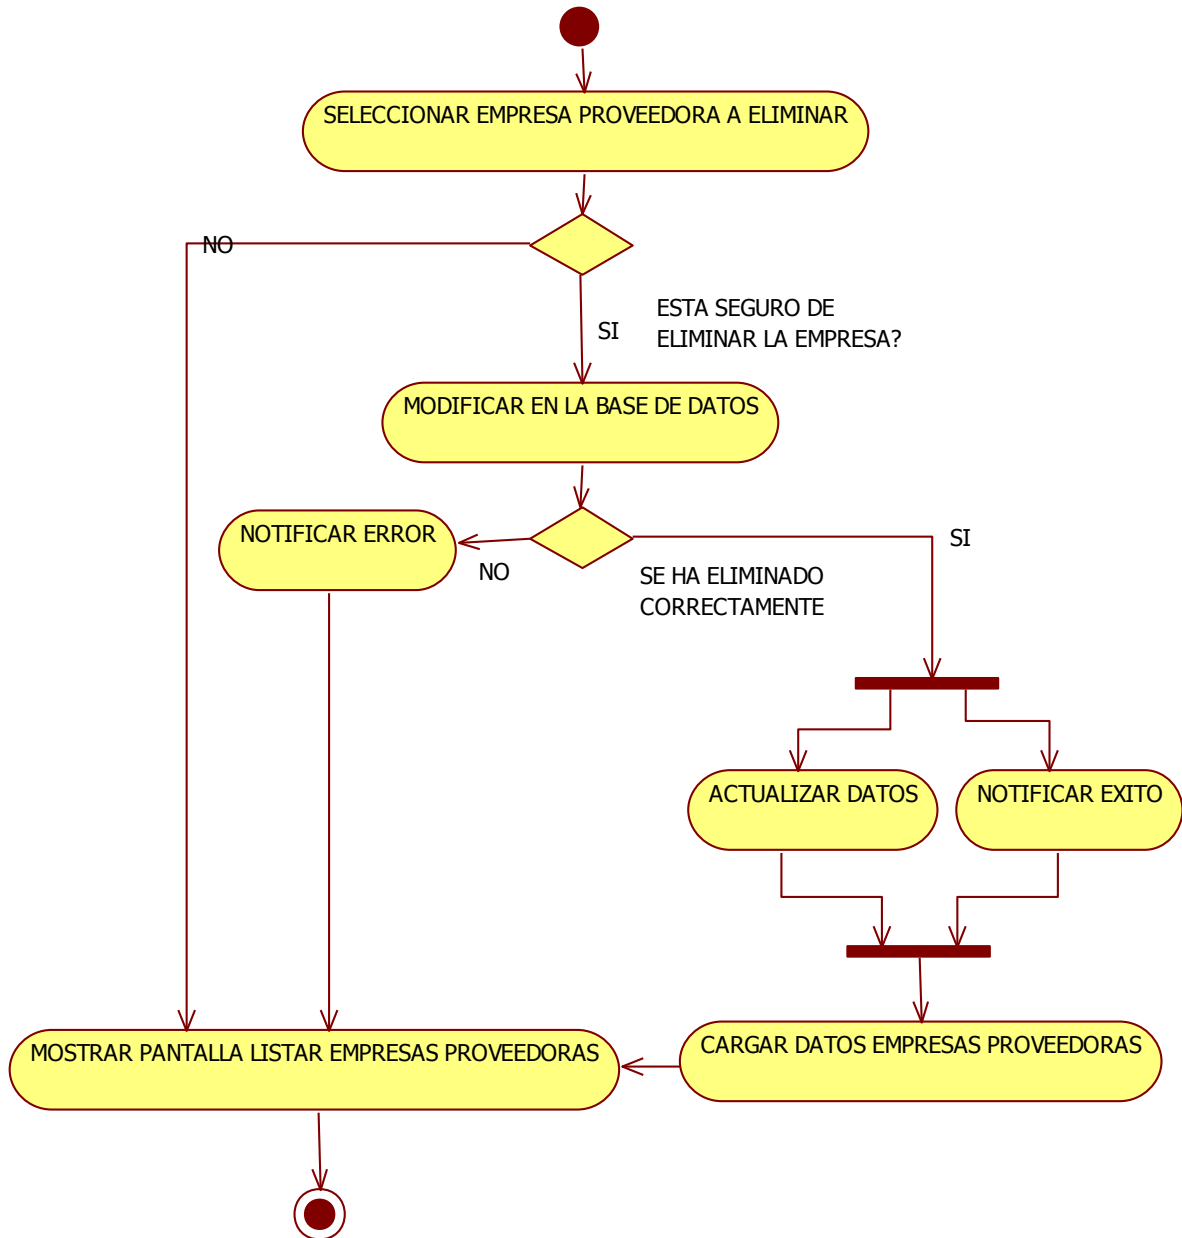 SELECCIONAR EMPRESA PROVEEDORA A ELIMINAR
NO
SI
ESTA SEGURO DE
ELIMINAR LA EMPRESA?
MODIFICAR EN LA BASE DE DATOS
NOTIFICAR ERROR
NO
SE HA ELIMINADO
CORRECTAMENTE
SI
ACTUALIZAR DATOS
NOTIFICAR EXITO
MOSTRAR PANTALLA LISTAR EMPRESAS PROVEEDORAS
CARGAR DATOS EMPRESAS PROVEEDORAS